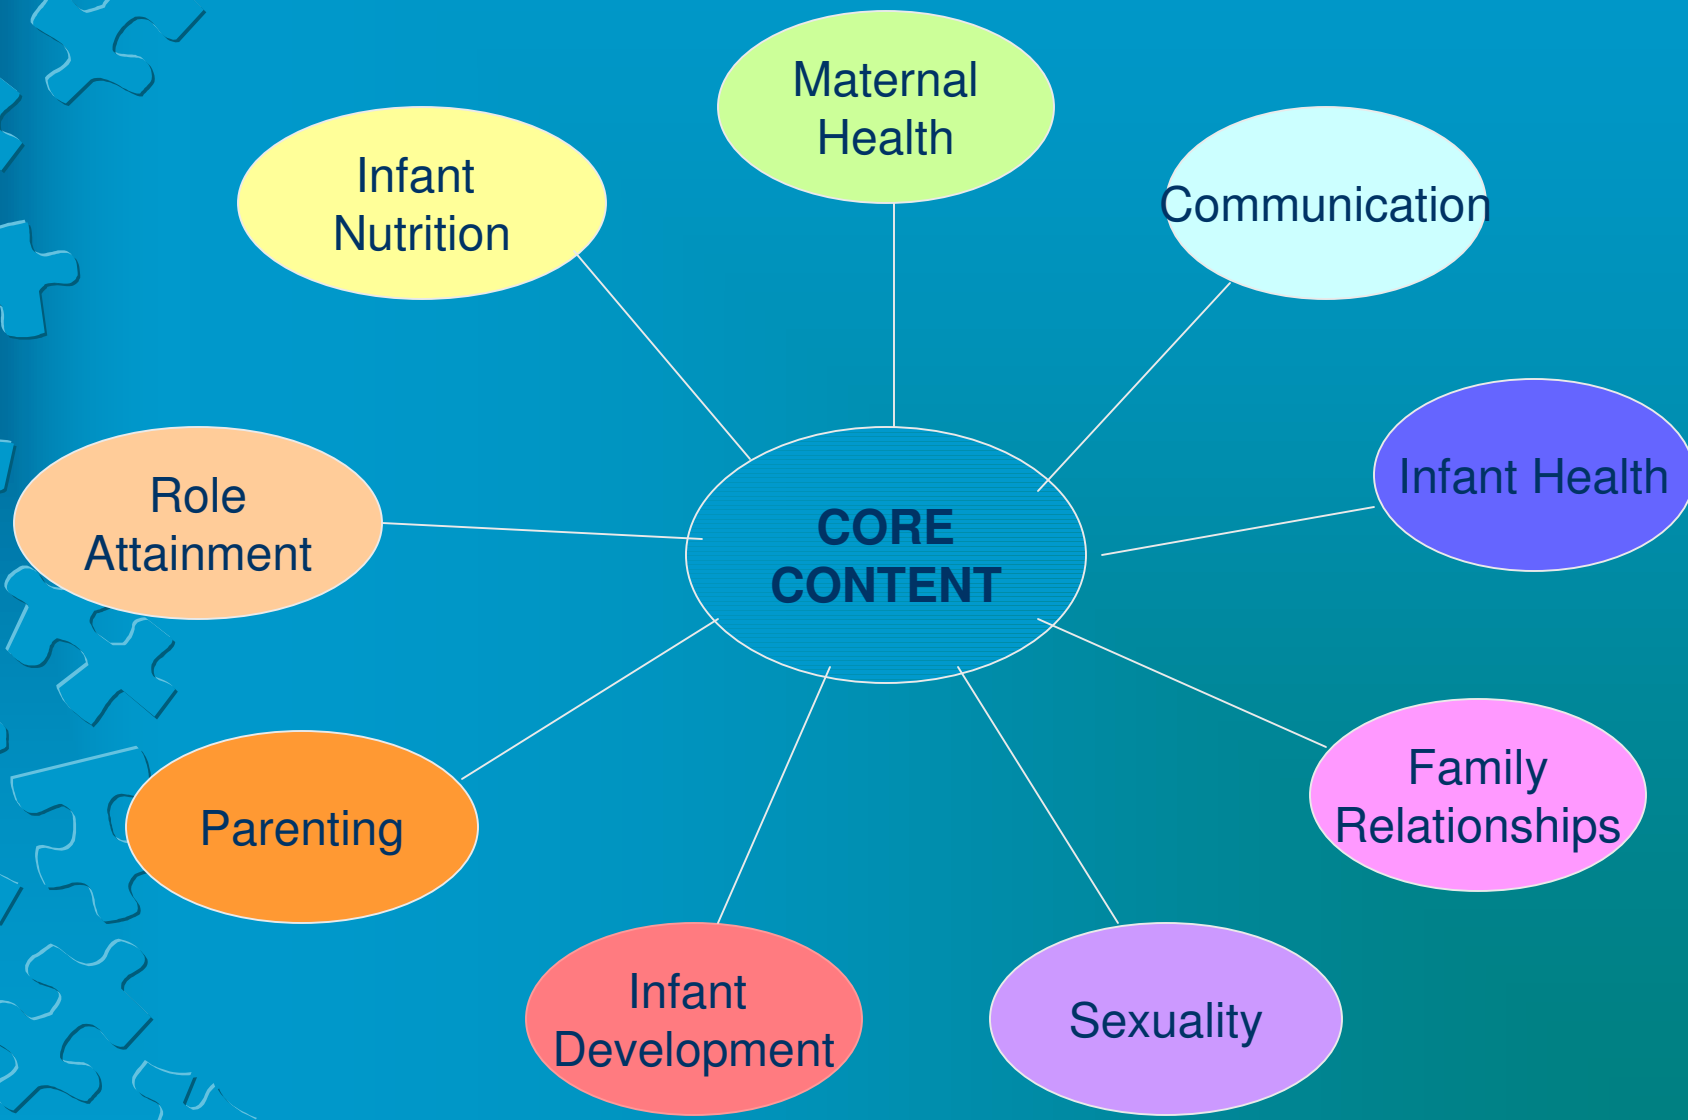 Maternal
Health
Infant
Nutrition
Communication
Infant Health
Role
Attainment
CORE
CONTENT
Family
Relationships
Parenting
Infant
Development
Sexuality